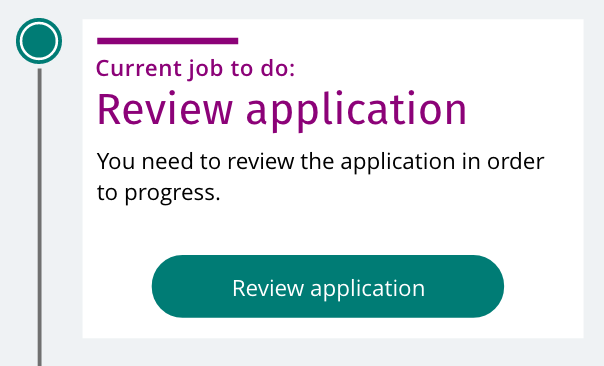 Current job to do:
Review application
You need to review the application in order
to progress.
Review application